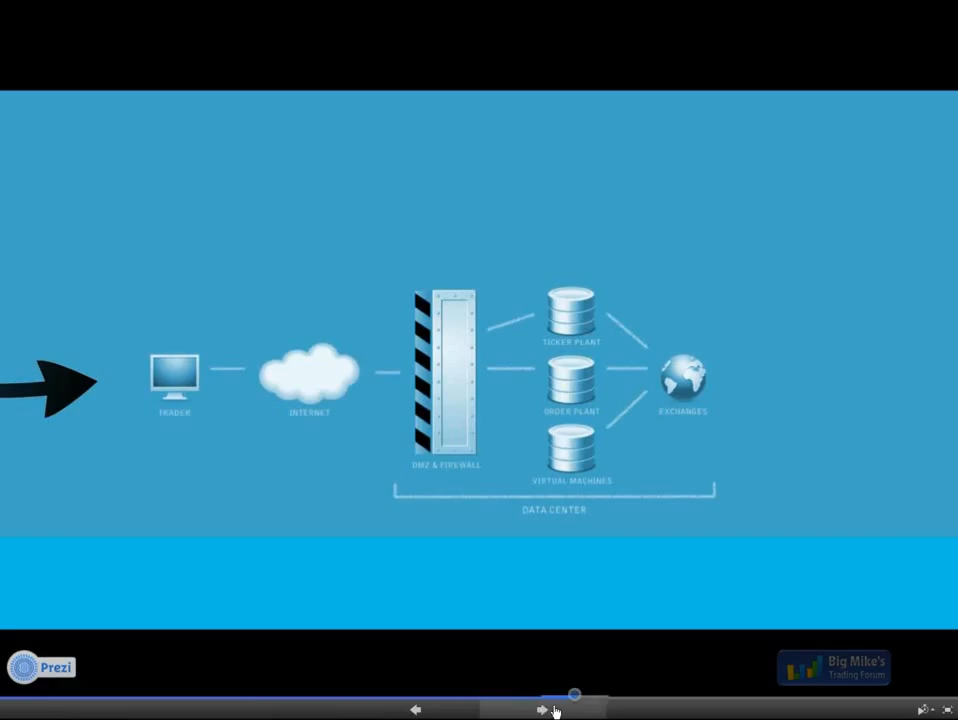 TICKER PLANT
TRADER
INTERNET
ORDER PLANT
EXCHANGES
DMZ & FIREWALL
VIRTUAL MACHINES
DATA CENTER
Prezi
Big Mike's
Trading Forum